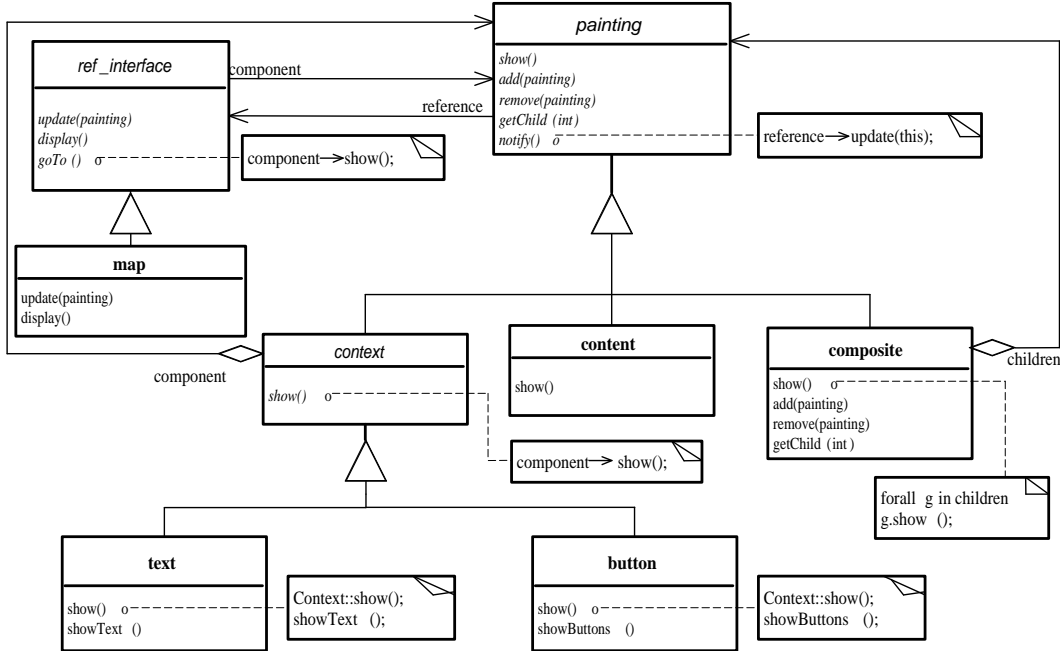 painting
show()
add(painting)
remove(painting)
getChild (int)
notify() o
reference → update(this);
ref_interface
update(painting)
display()
goTo () o
component → show();
component
reference
map
update(painting)
display()
component
context
show() o
component → show();
content
show()
composite
show() o
add(painting)
remove(painting)
getChild (int)
children
forall g in children
g.show ();
text
show() o
showText ()
Context::show();
showText ();
button
show() o
showButtons ()
Context::show();
showButtons ();